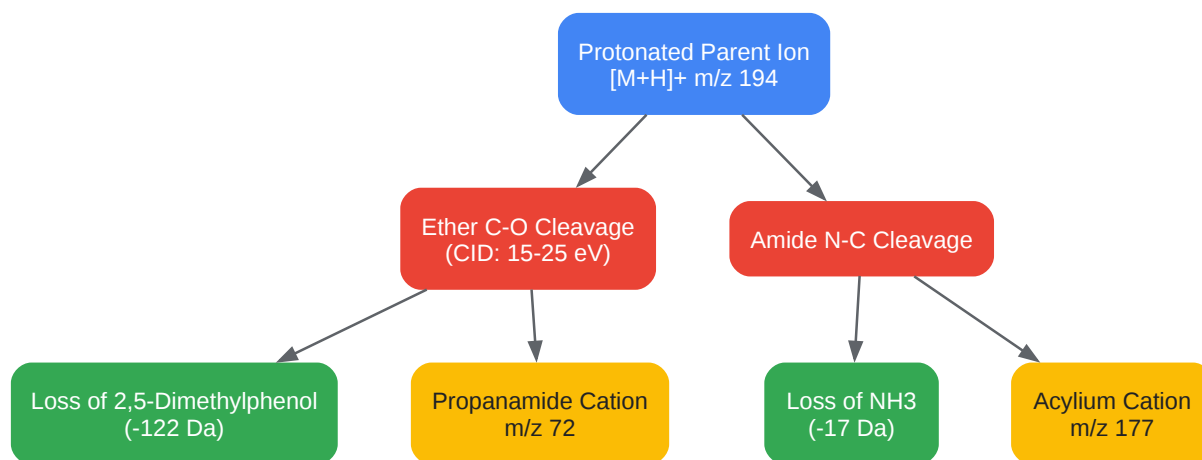 Protonated Parent Ion
[M+H]+ m/z 194
Ether C-O Cleavage
(CID: 15-25 eV)
Amide N-C Cleavage
Loss of 2,5-Dimethylphenol
(-122 Da)
Propanamide Cation
m/z 72
Loss of NH3
(-17 Da)
Acylium Cation
m/z 177